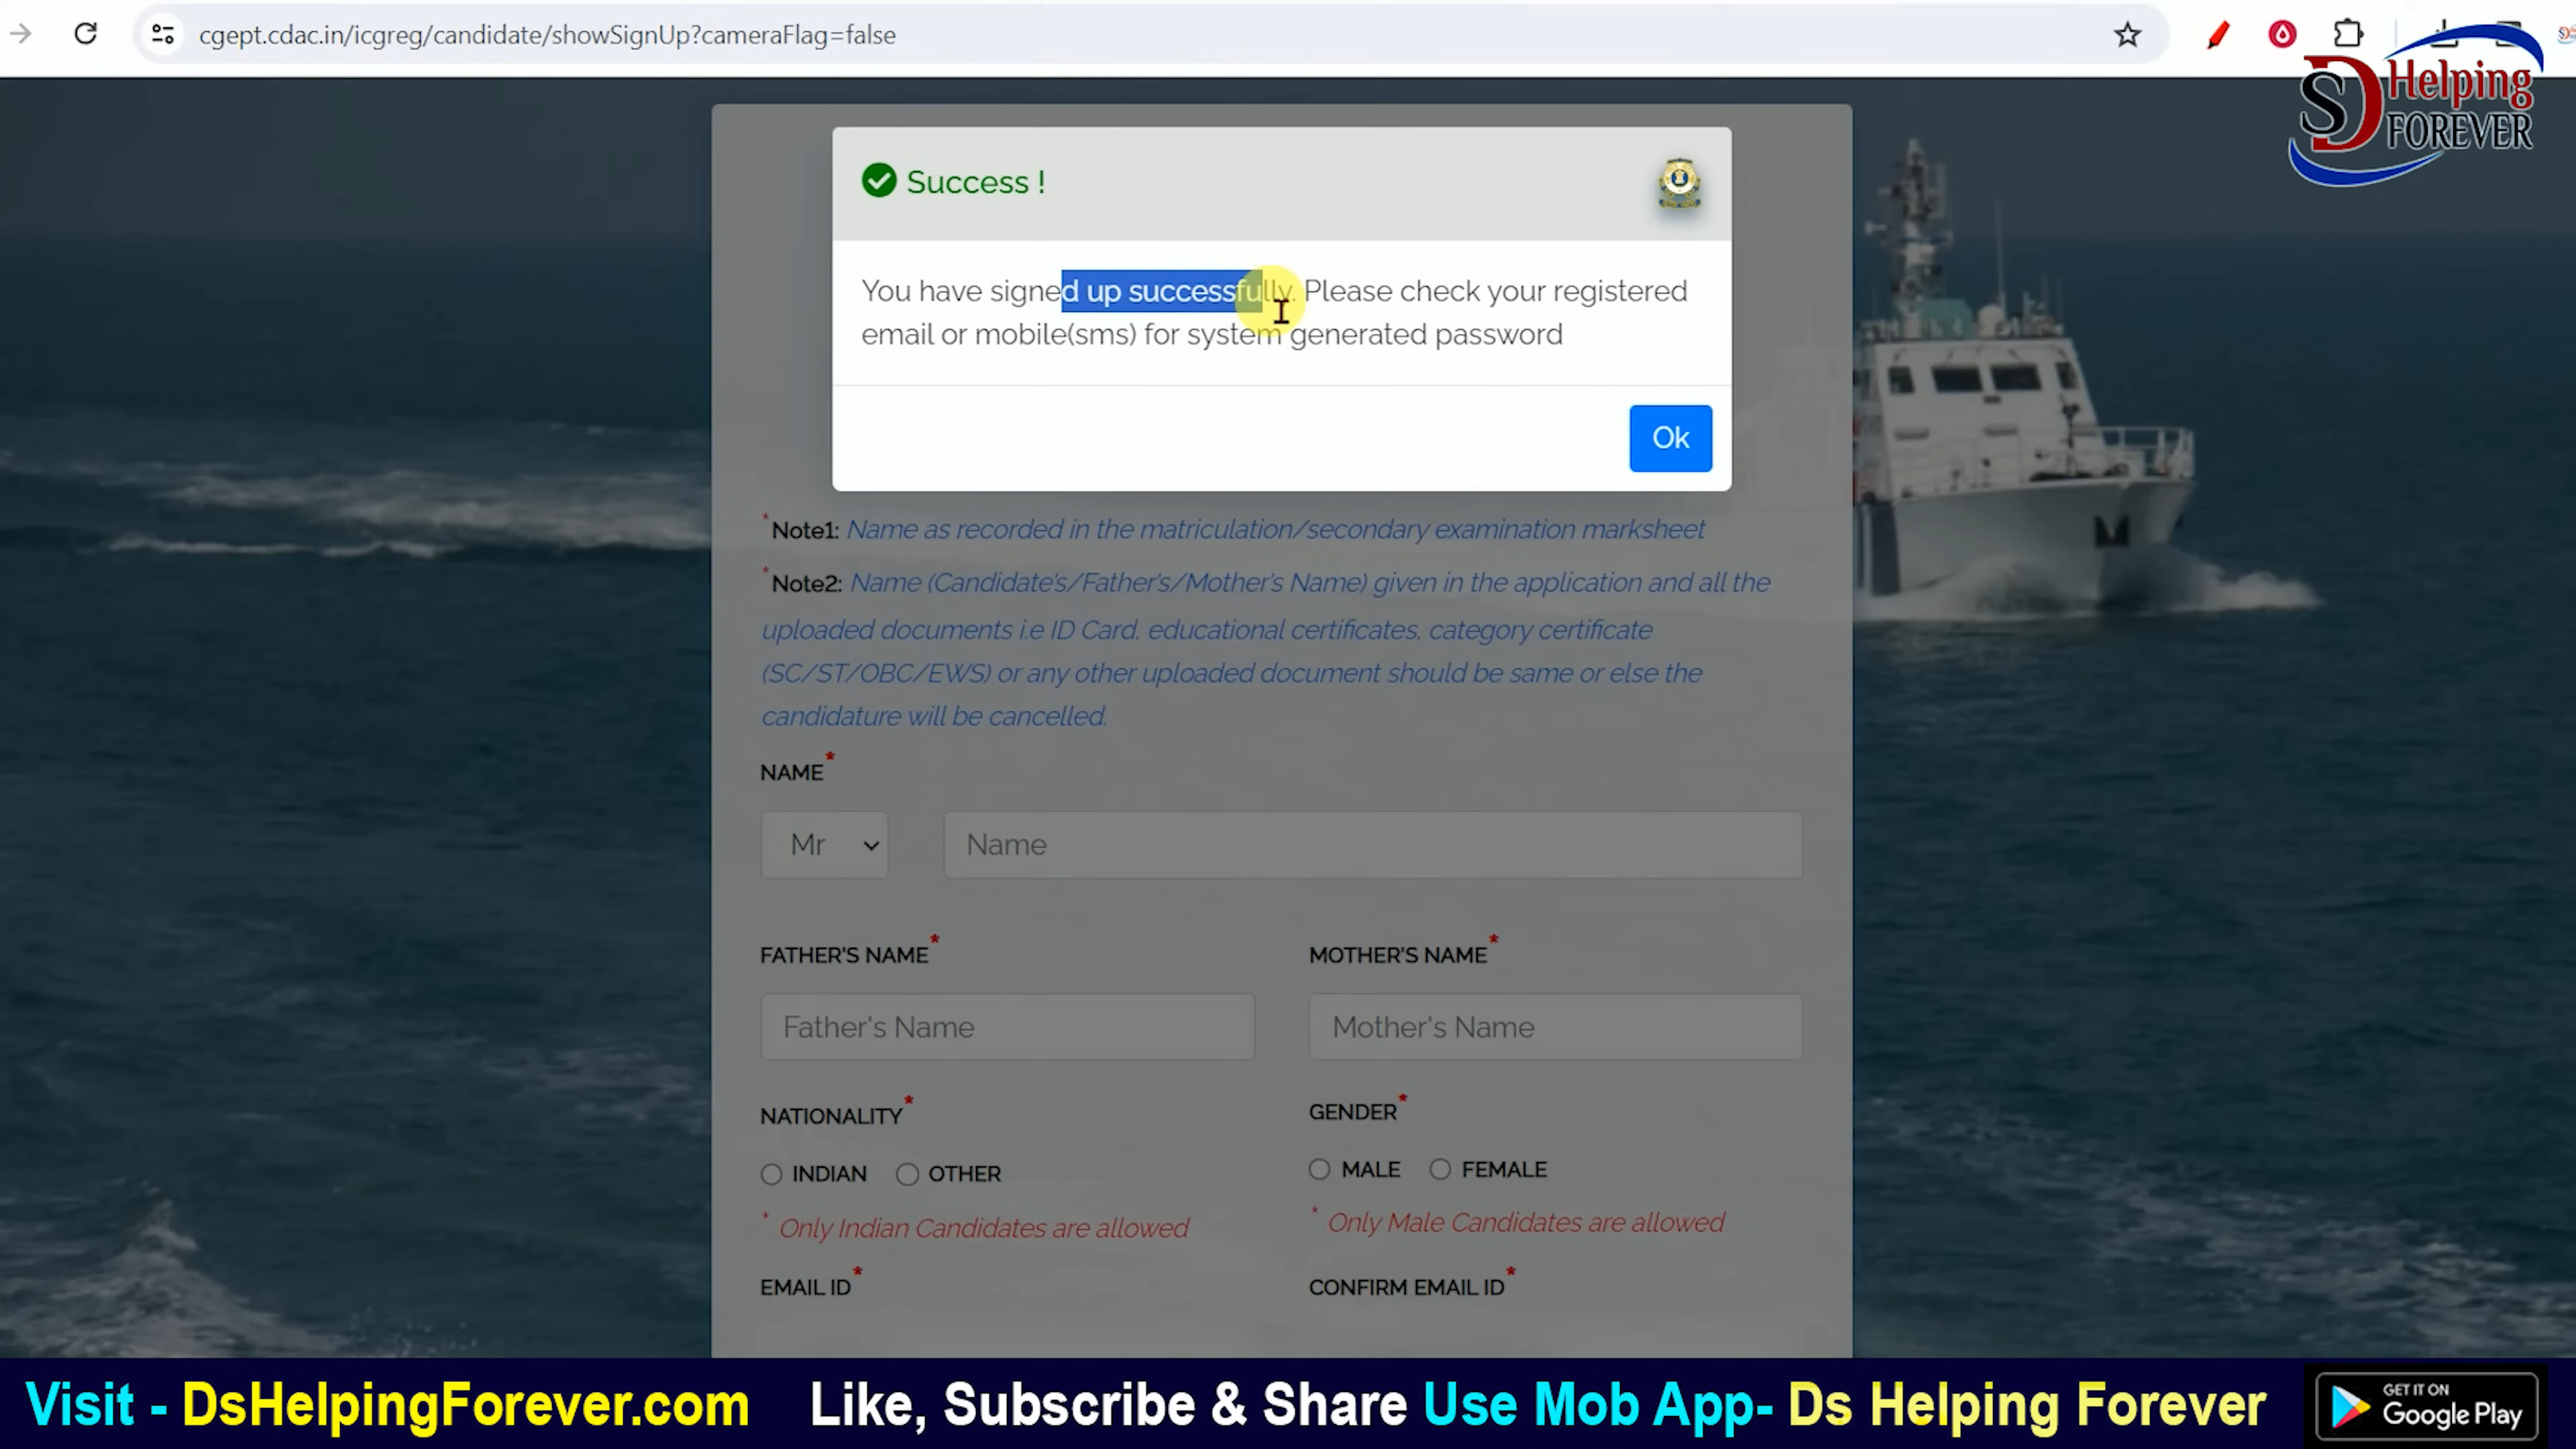 cgept.cdac.in/icgreg/candidate/showSignUp?cameraFlag=false
SD Helping
FOREVER
Success !
You have signed up successfully. Please check your registered
email or mobile(sms) for system generated password
Ok
*Note1: Name as recorded in the matriculation/secondary examination marksheet
*Note2: Name (Candidate's/Father's/Mother's Name) given in the application and all the
uploaded documents i.e ID Card, educational certificates, category certificate
(SC/ST/OBC/EWS) or any other uploaded document should be same or else the
candidature will be cancelled.
NAME*
Mr Name
FATHER'S NAME* MOTHER'S NAME*
Father's Name Mother's Name
NATIONALITY* GENDER*
INDIAN OTHER MALE FEMALE
* Only Indian Candidates are allowed * Only Male Candidates are allowed
EMAIL ID* CONFIRM EMAIL ID*
Visit - DsHelpingForever.com Like, Subscribe & Share Use Mob App- Ds Helping Forever
GET IT ON
Google Play